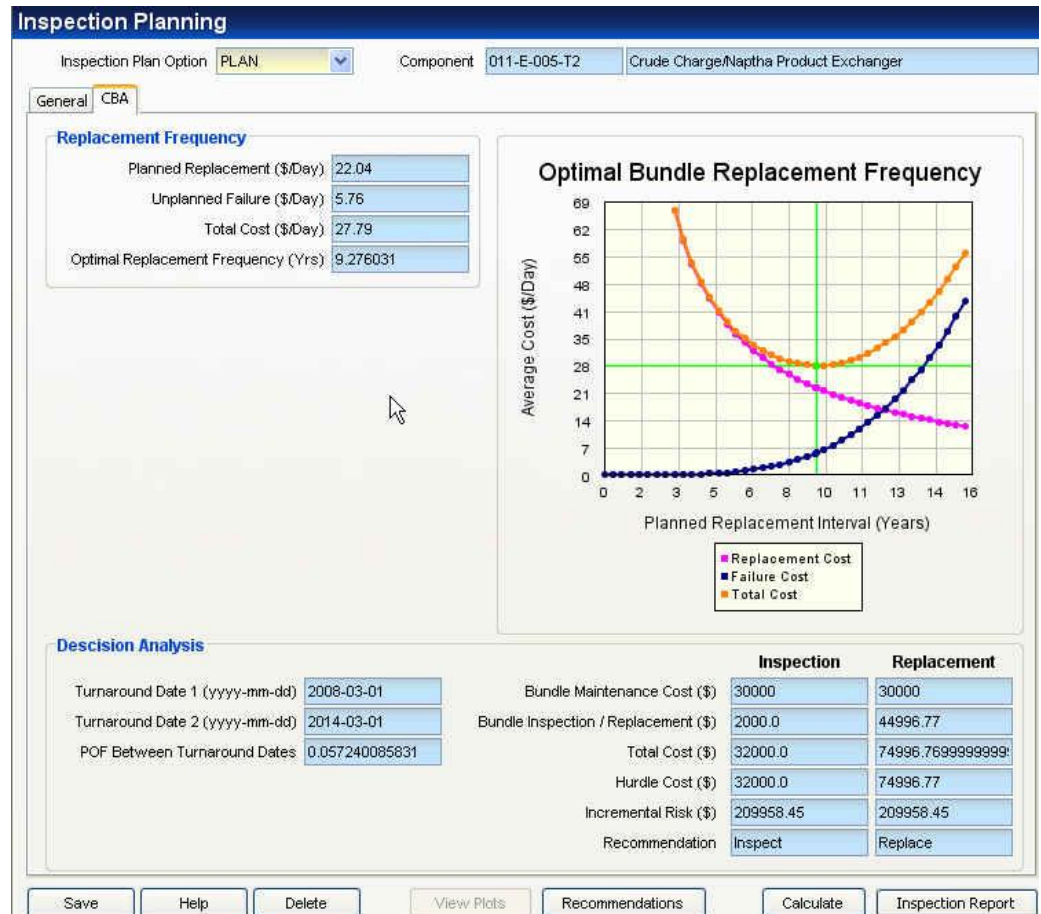 Inspection Planning
Inspection Plan Option PLAN Component 011-E-005-T2 Crude Charge/Naptha Product Exchanger
General CBA
Replacement Frequency
Planned Replacement ($/Day) 22.04
Unplanned Failure ($/Day) 5.76
Total Cost ($/Day) 27.79
Optimal Replacement Frequency (Yrs) 9.276031
Optimal Bundle Replacement Frequency
Average Cost ($/Day)
69
62
55
48
41
35
28
21
14
7
0
0 2 3 5 6 8 10 11 13 14 16
Planned Replacement Interval (Years)
Replacement Cost
Failure Cost
Total Cost
Descision Analysis
Inspection Replacement
Turnaround Date 1 (yyyy-mm-dd) 2008-03-01 Bundle Maintenance Cost ($) 30000 30000
Turnaround Date 2 (yyyy-mm-dd) 2014-03-01 Bundle Inspection / Replacement ($) 2000.0 44996.77
POF Between Turnaround Dates 0.057240085831 Total Cost ($) 32000.0 74996.7699999999
Hurdle Cost ($) 32000.0 74996.77
Incremental Risk ($) 209958.45 209958.45
Recommendation Inspect Replace
Save Help Delete View Plots Recommendations Calculate Inspection Report